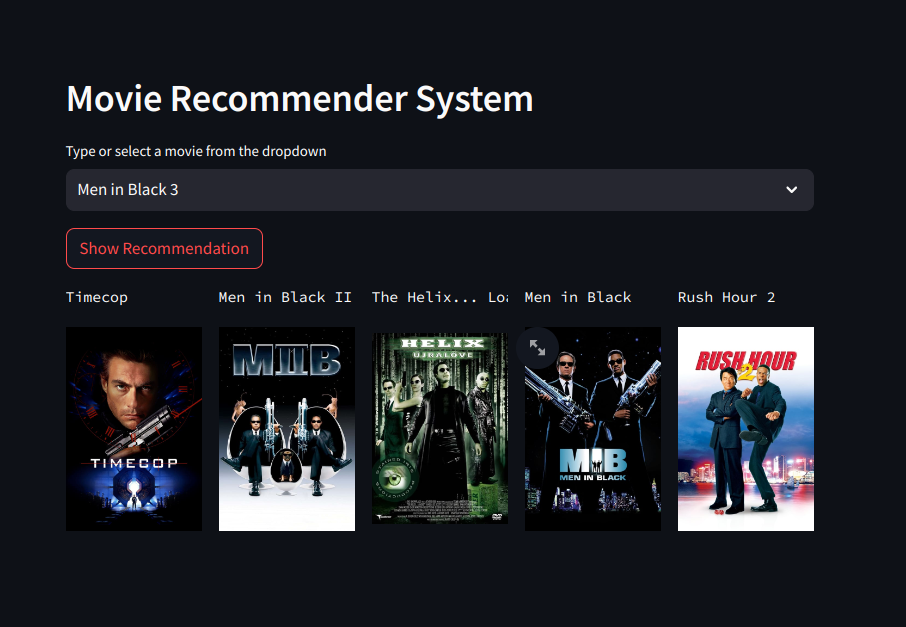 Movie Recommender System
Type or select a movie from the dropdown
Men in Black 3
Show Recommendation
Timecop
Men in Black II
The Helix... Loa
Men in Black
Rush Hour 2
TIMECOP
MIIB
HELIX
ÚJRALOVE
MIB
MEN IN BLACK
RUSH HOUR
2